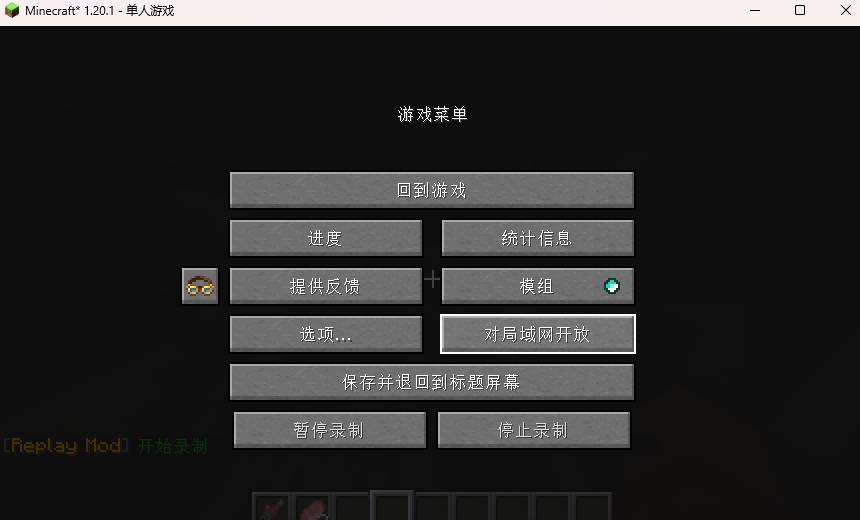 Minecraft* 1.20.1 - 单人游戏
游戏菜单
回到游戏
进度
统计信息
提供反馈
模组
选项...
对局域网开放
保存并退回到标题屏幕
暂停录制
停止录制
[Replay Mod] 开始录制